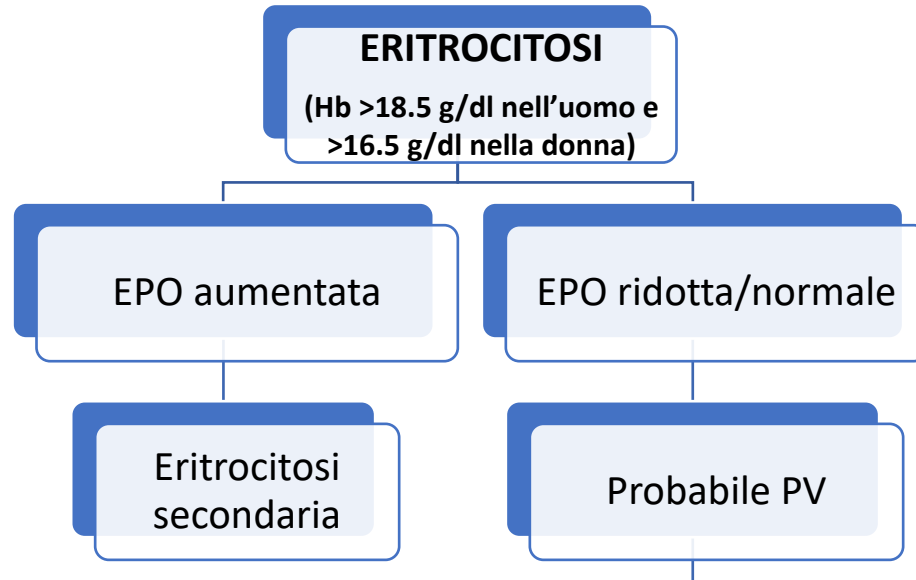 ERITROCITOSI
(Hb >18.5 g/dl nell’uomo e
>16.5 g/dl nella donna)
EPO aumentata
EPO ridotta/normale
Eritrocitosi
secondaria
Probabile PV